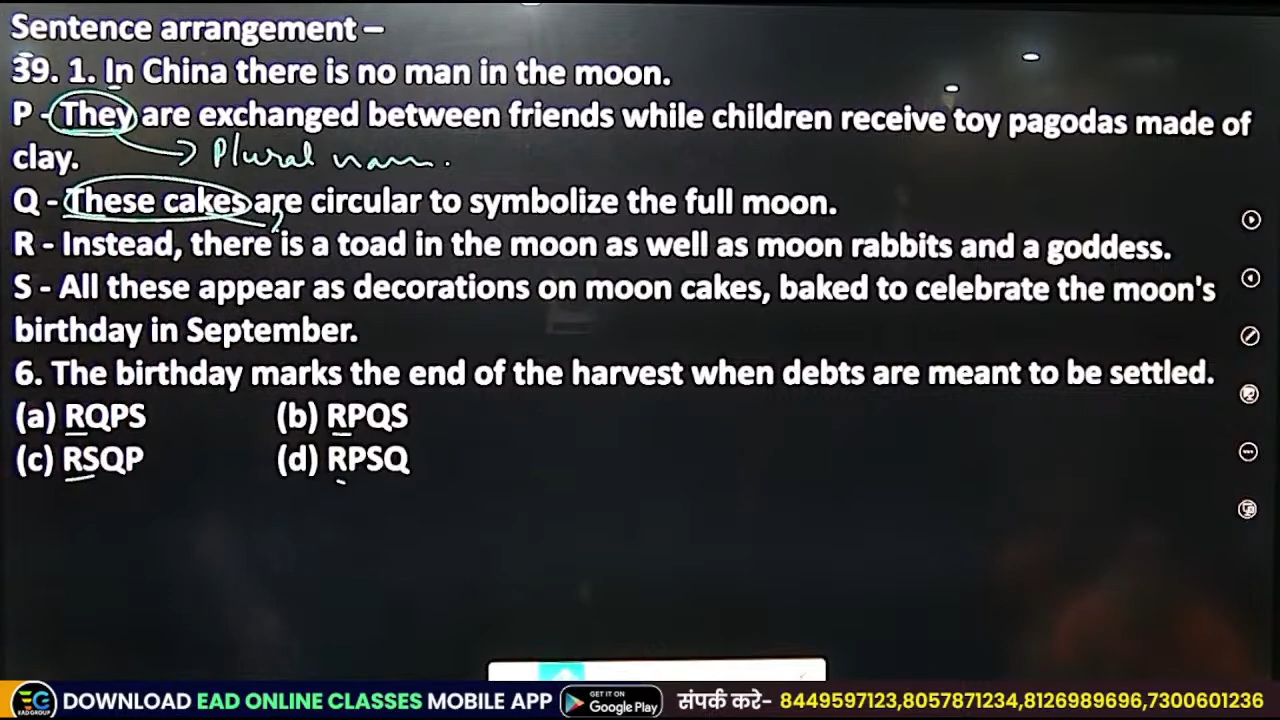 Sentence arrangement –
39. 1. In China there is no man in the moon.
P - They are exchanged between friends while children receive toy pagodas made of
clay. Plural
Q - These cakes are circular to symbolize the full moon.
R - Instead, there is a toad in the moon as well as moon rabbits and a goddess.
S - All these appear as decorations on moon cakes, baked to celebrate the moon's
birthday in September.
6. The birthday marks the end of the harvest when debts are meant to be settled.
(a) RQPS (b) RPQS
(c) RSQP (d) RPSQ
EG EAD GROUP DOWNLOAD EAD ONLINE CLASSES MOBILE APP GET IT ON Google Play संपर्क करे- 8449597123,8057871234,8126989696,7300601236